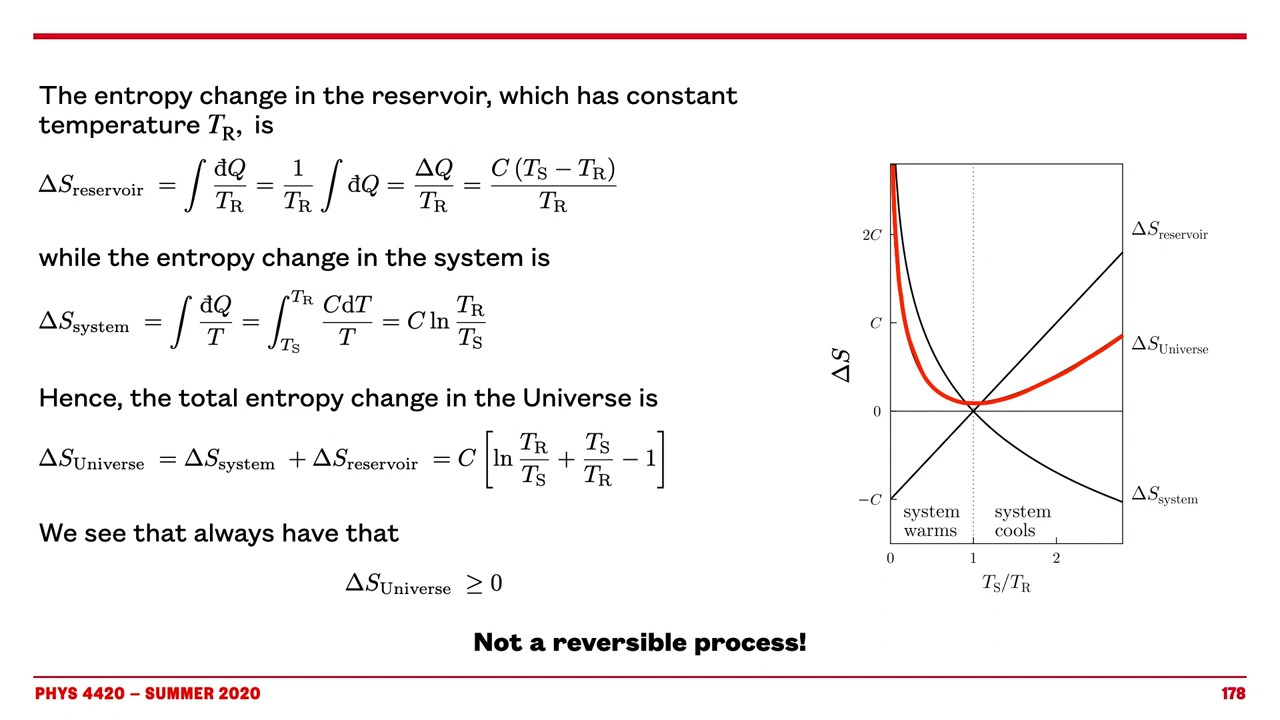 The entropy change in the reservoir, which has constant
temperature T_R, is
ΔS_reservoir = ∫ đQ/T_R = 1/T_R ∫ đQ = ΔQ/T_R = C (T_S − T_R)/T_R
while the entropy change in the system is
ΔS_system = ∫ đQ/T = ∫_{T_S}^{T_R} CdT/T = C ln T_R/T_S
Hence, the total entropy change in the Universe is
ΔS_Universe = ΔS_system + ΔS_reservoir = C [ln T_R/T_S + T_S/T_R − 1]
We see that always have that
ΔS_Universe ≥ 0
Not a reversible process!
ΔS
2C
C
0
−C
ΔS_reservoir
ΔS_Universe
ΔS_system
system
warms
system
cools
0 1 2
T_S/T_R
PHYS 4420 – SUMMER 2020
178